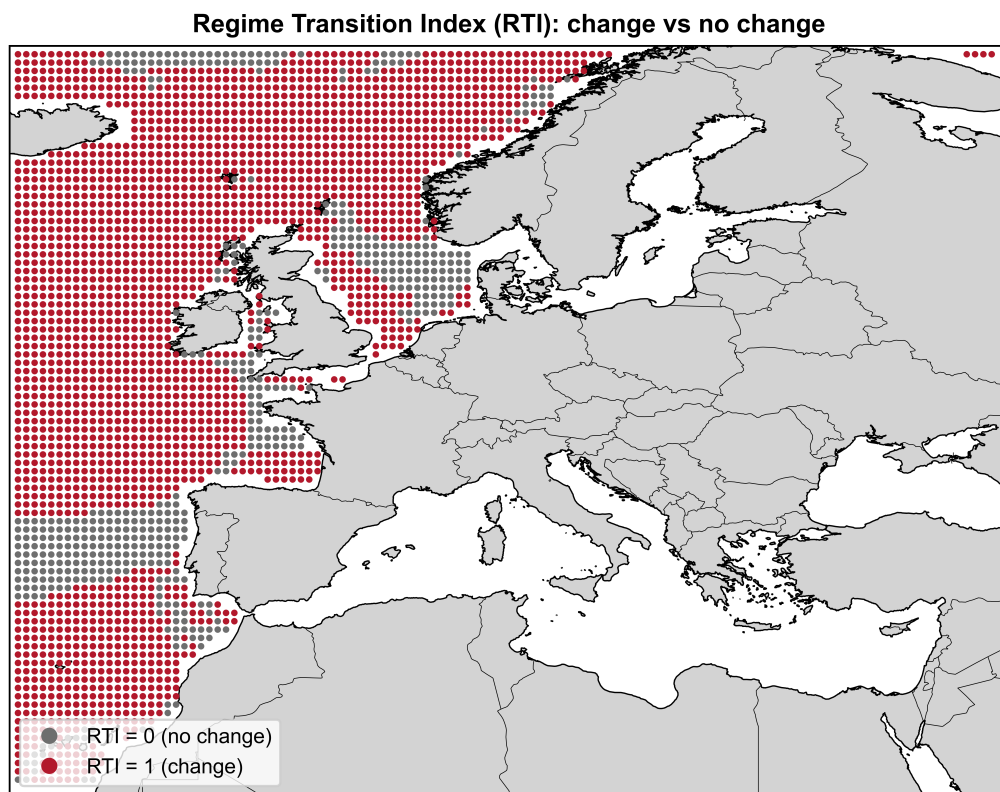 Regime Transition Index (RTI): change vs no change
RTI = 0 (no change)
RTI = 1 (change)